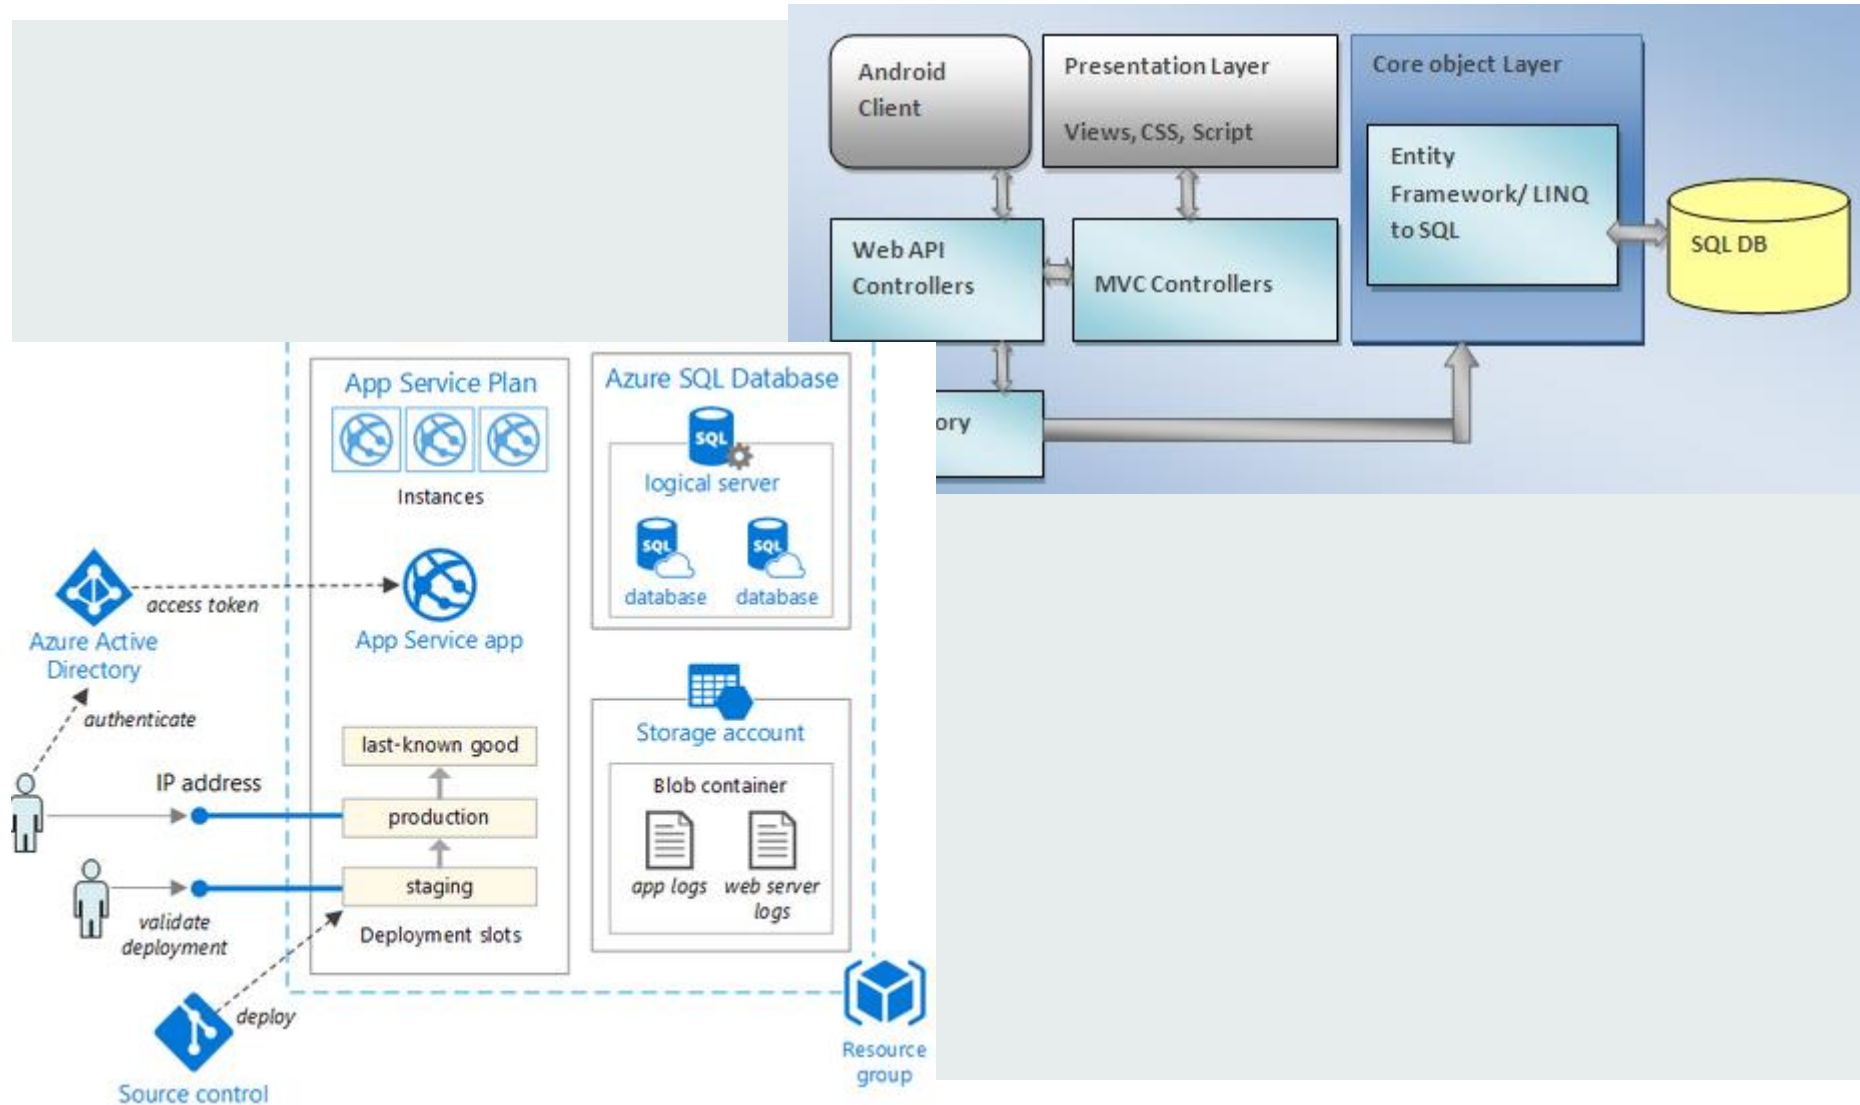 Android
Client
Presentation Layer
Views, CSS, Script
Core object Layer
Entity
Framework/ LINQ
to SQL
SQL DB
Web API
Controllers
MVC Controllers
ory
App Service Plan
Instances
Azure SQL Database
SQL
logical server
SQL
SQL
database
database
access token
Azure Active
Directory
App Service app
authenticate
last-known good
IP address
production
staging
validate
deployment
Deployment slots
deploy
Source control
Storage account
Blob container
app logs
web server
logs
Resource
group